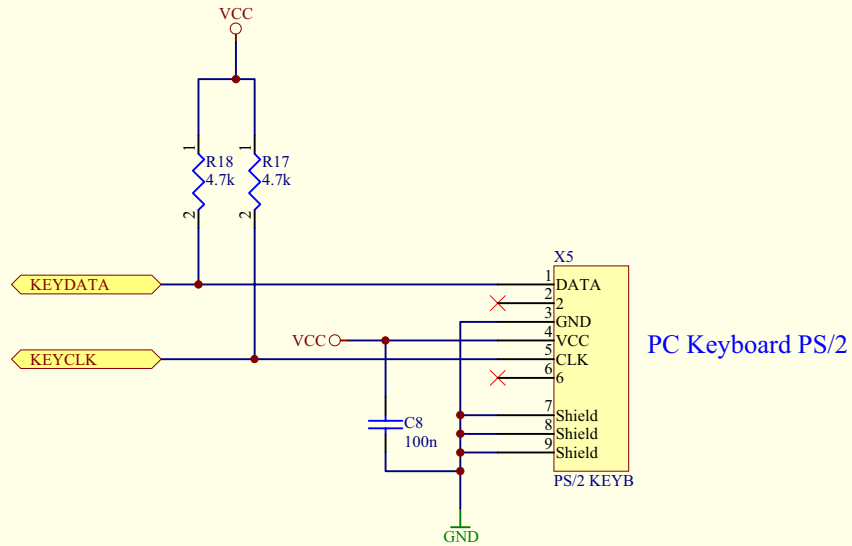 VCC
1
R18
4.7k
2
1
R17
4.7k
2
X5
KEYDATA
1 DATA
2 2
3 GND
VCC
4 VCC
KEYCLK
5 CLK
6 6
PC Keyboard PS/2
7 Shield
8 Shield
9 Shield
C8
100n
PS/2 KEYB
GND